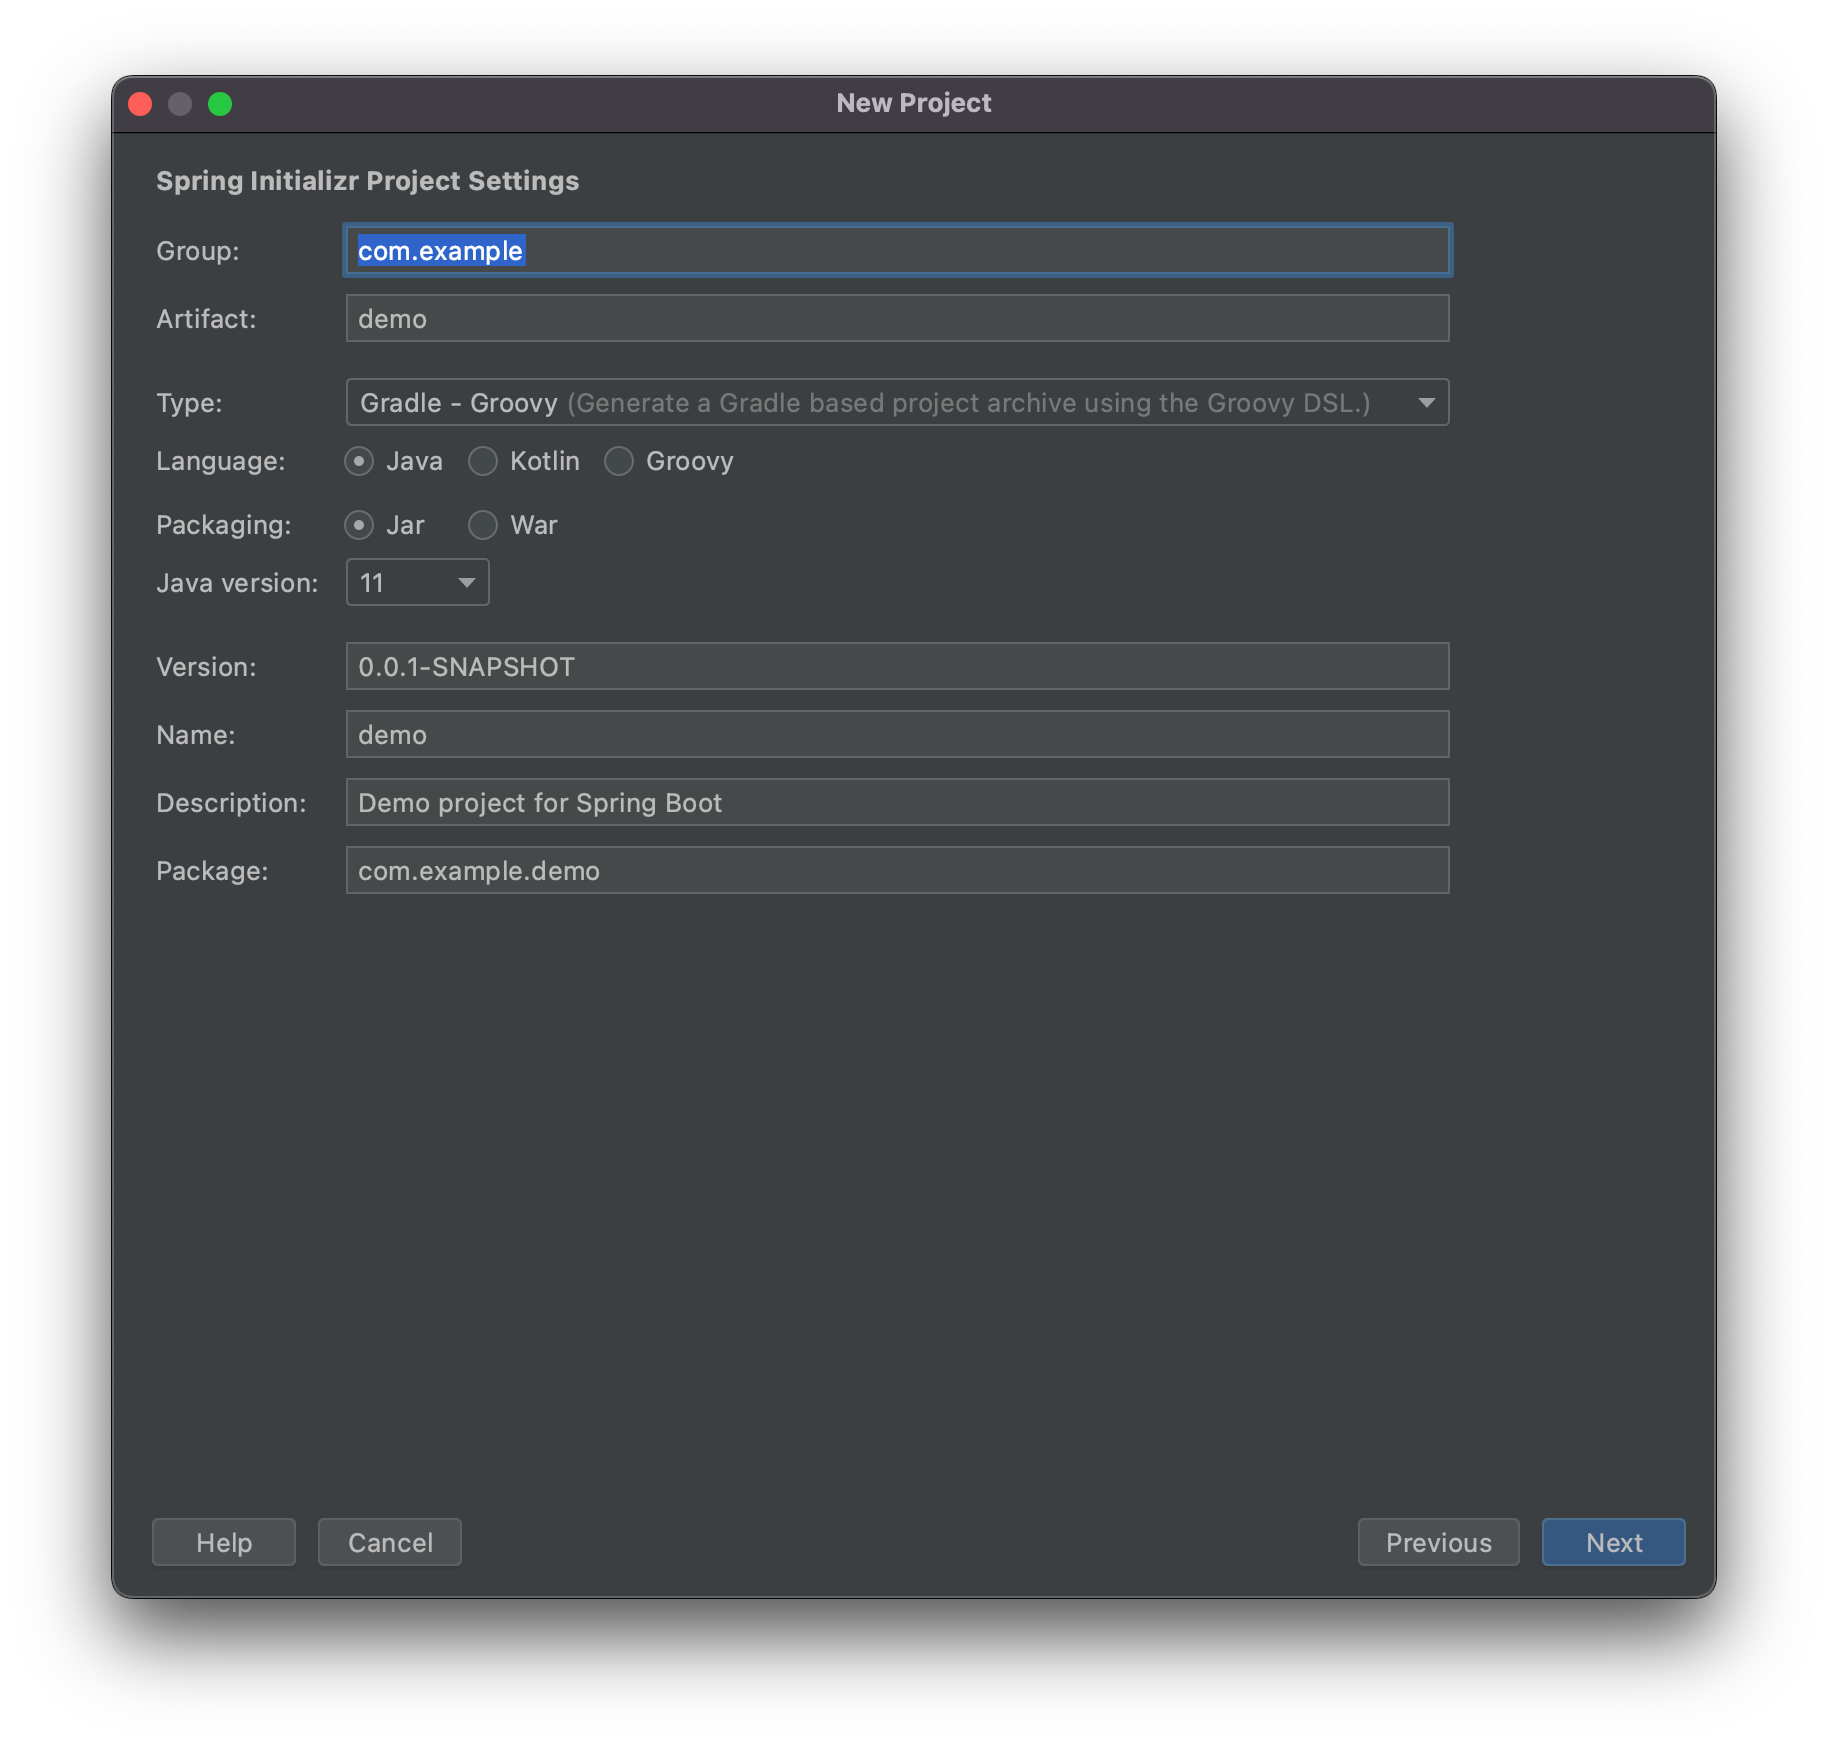 New Project
Spring Initializr Project Settings
Group: com.example
Artifact: demo
Type: Gradle - Groovy (Generate a Gradle based project archive using the Groovy DSL.)
Language: Java Kotlin Groovy
Packaging: Jar War
Java version: 11
Version: 0.0.1-SNAPSHOT
Name: demo
Description: Demo project for Spring Boot
Package: com.example.demo
Help Cancel Previous Next